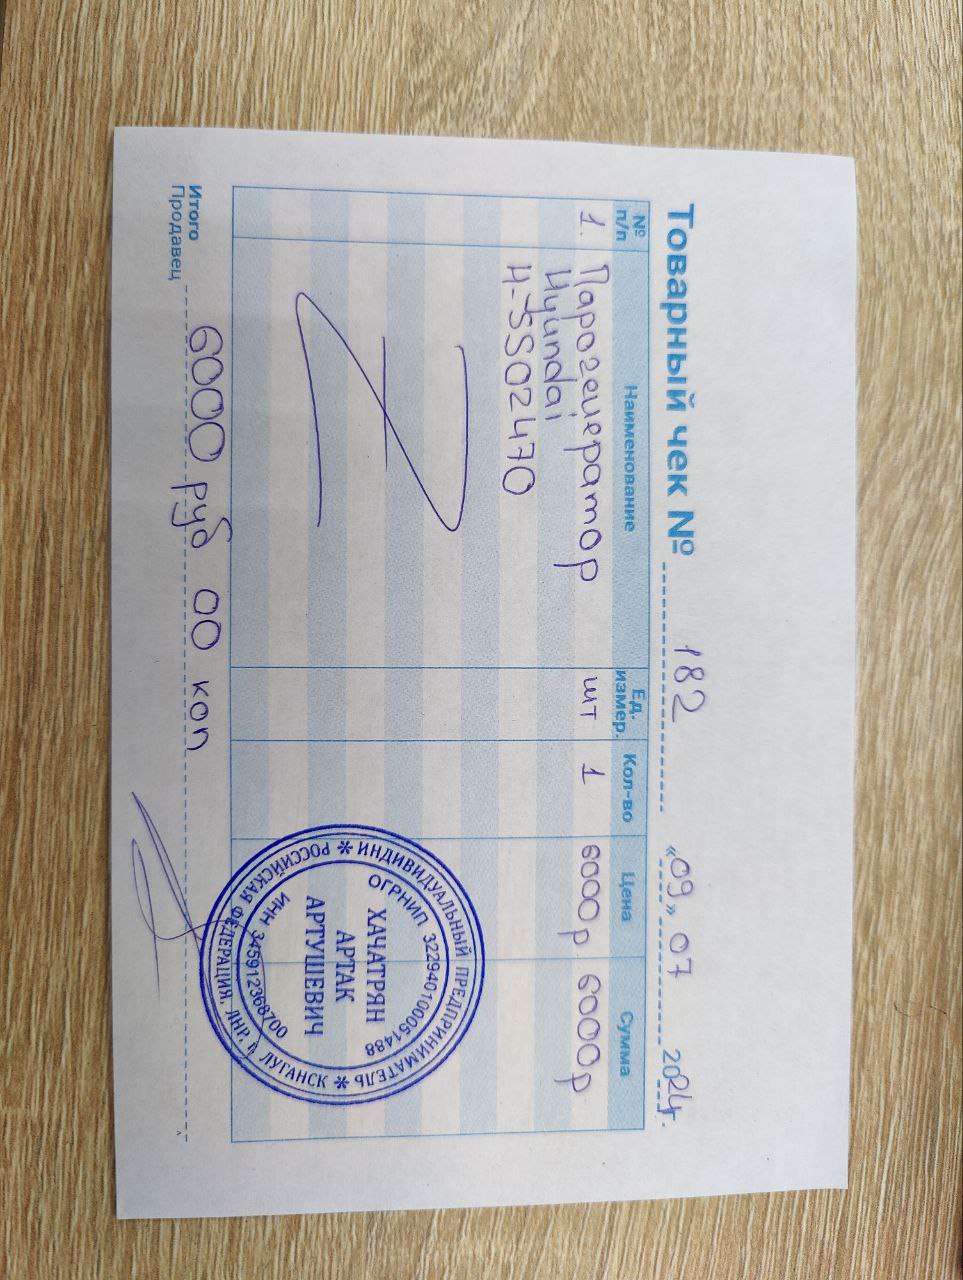 Товарный чек № 182 «09» 07 2024г.
№ п/п Наименование Ед. измер. Кол-во Цена Сумма
1. Парогенератор шт 1 6000р 6000р
Hyundai
H-SS02470
Итого 6000 руб 00 коп
Продавец
ИНДИВИДУАЛЬНЫЙ ПРЕДПРИНИМАТЕЛЬ
РОССИЙСКАЯ ФЕДЕРАЦИЯ, ЛНР, Г. ЛУГАНСК
ОГРНИП 322940100051488
ХАЧАТРЯН
АРТАК
АРТУШЕВИЧ
ИНН 345912368700